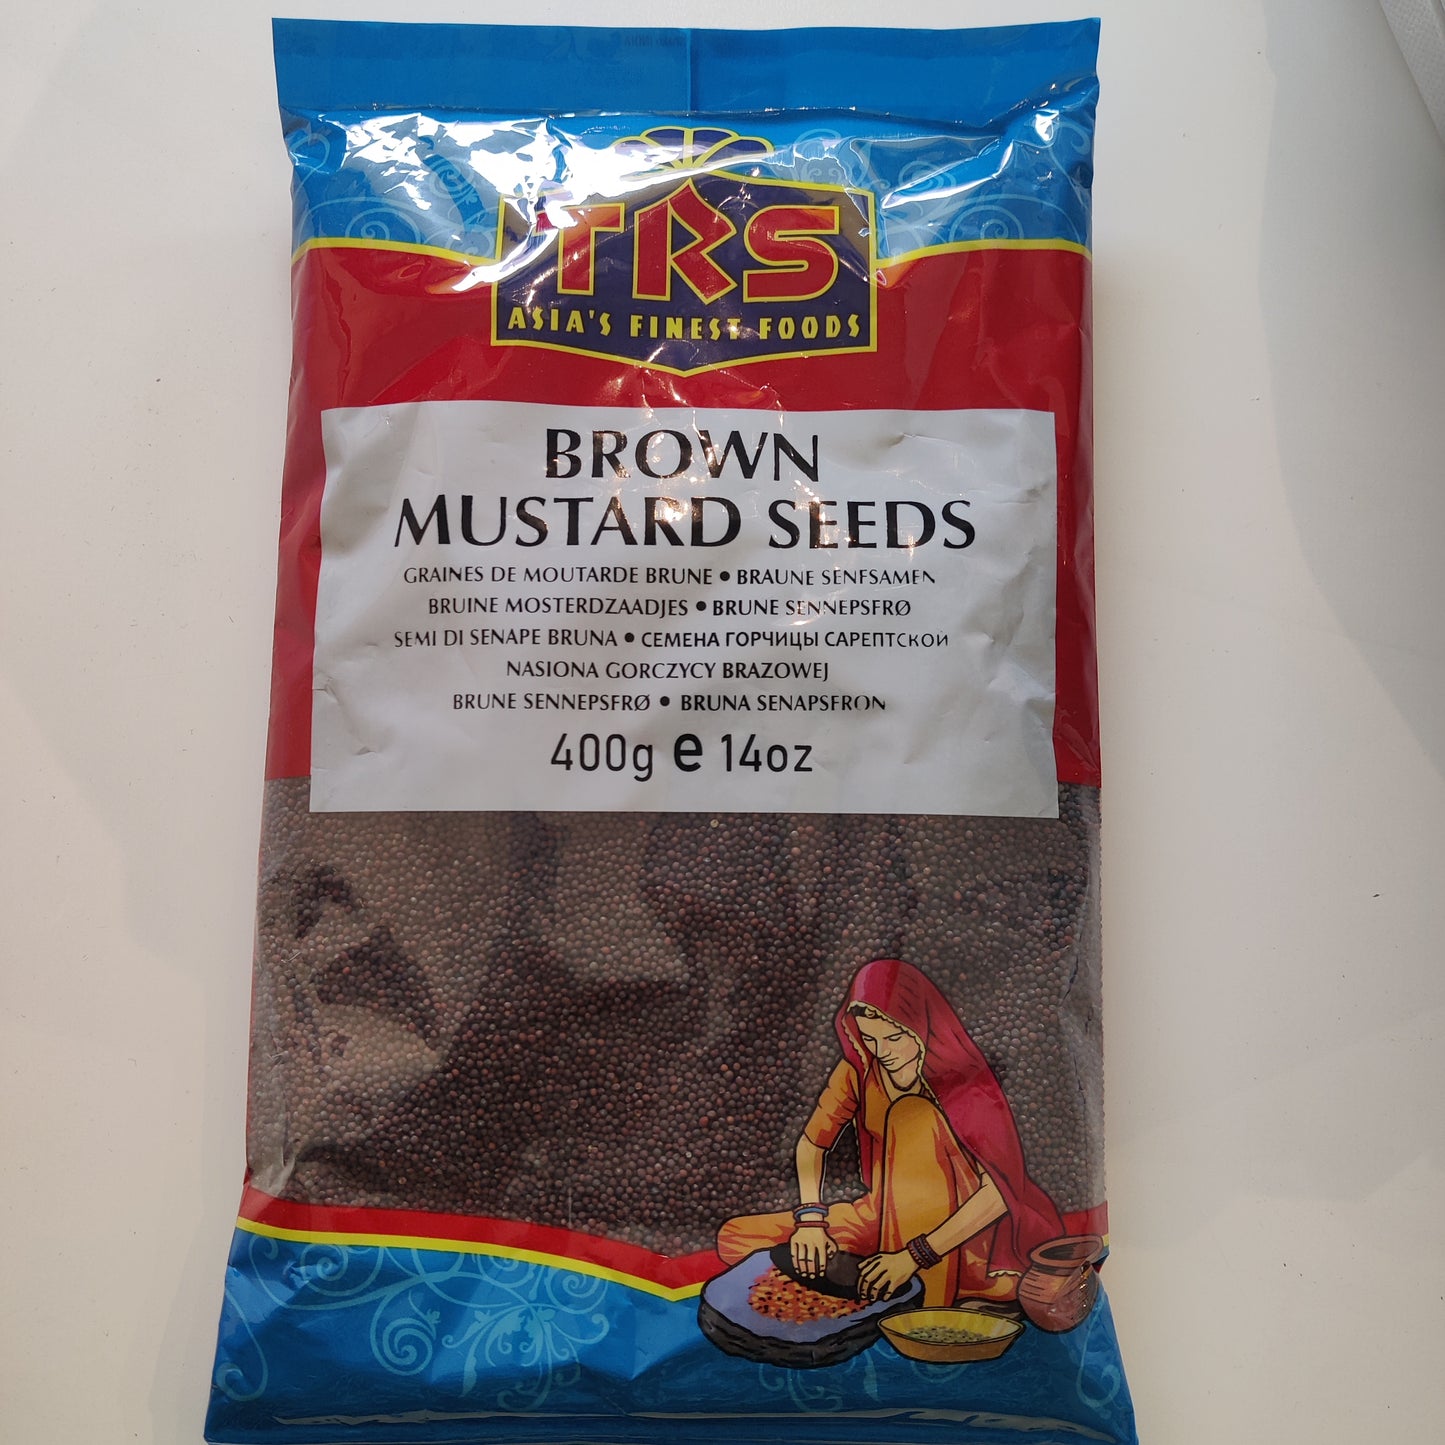 TRS
ASIA'S FINEST FOODS
BROWN
MUSTARD SEEDS
GRAINES DE MOUTARDE BRUNE • BRAUNE SENFSAMEN
BRUINE MOSTERDZAADJES • BRUNE SENNEPSFRØ
SEMI DI SENAPE BRUNA • СЕМЕНА ГОРЧИЦЫ САРЕПТСКОЙ
NASIONA GORCZYCY BRAZOWEJ
BRUNE SENNEPSFRØ • BRUNA SENAPSFRON
400g e 14oz